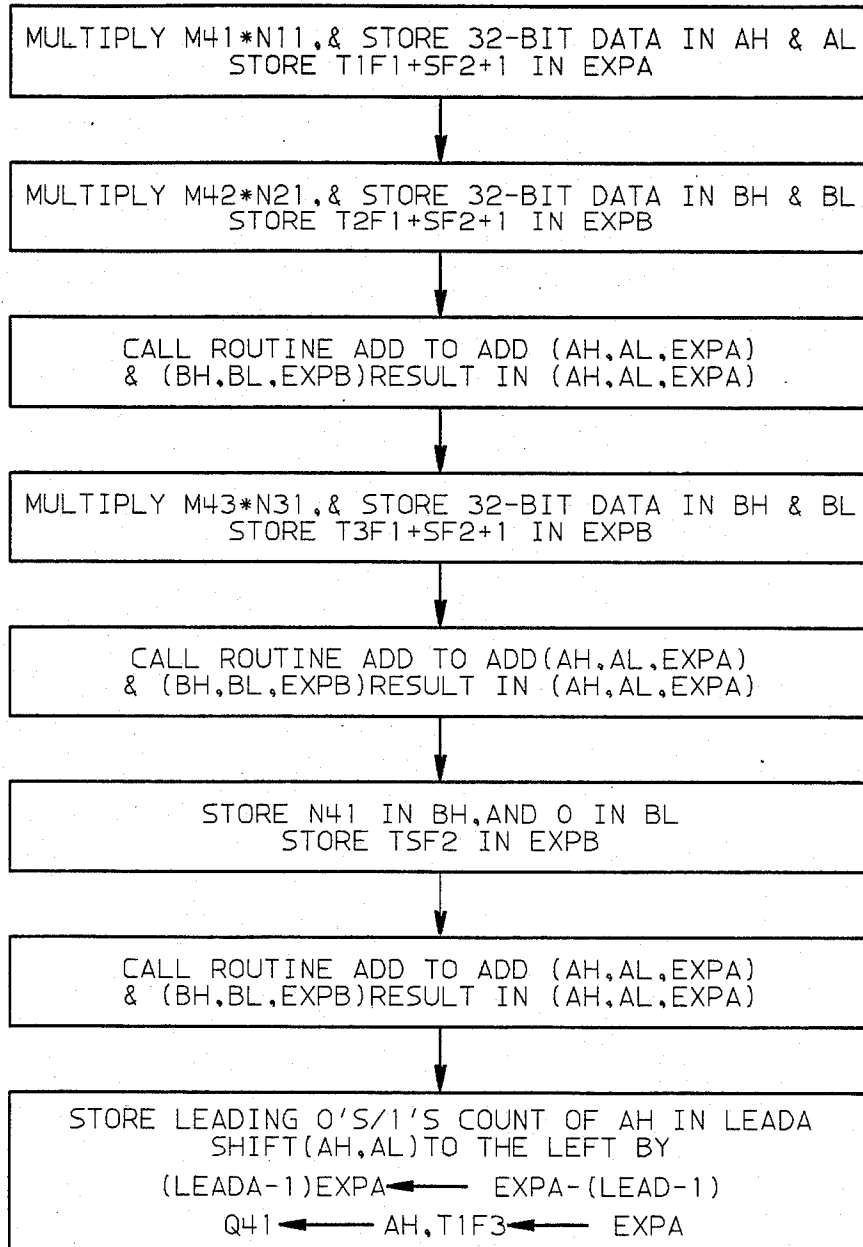 MULTIPLY M41*N11,& STORE 32-BIT DATA IN AH & AL
STORE T1F1+SF2+1 IN EXPA
MULTIPLY M42*N21,& STORE 32-BIT DATA IN BH & BL
STORE T2F1+SF2+1 IN EXPB
CALL ROUTINE ADD TO ADD (AH,AL,EXPA)
& (BH,BL,EXPB)RESULT IN (AH,AL,EXPA)
MULTIPLY M43*N31,& STORE 32-BIT DATA IN BH & BL
STORE T3F1+SF2+1 IN EXPB
CALL ROUTINE ADD TO ADD(AH,AL,EXPA)
& (BH,BL,EXPB)RESULT IN (AH,AL,EXPA)
STORE N41 IN BH,AND 0 IN BL
STORE TSF2 IN EXPB
CALL ROUTINE ADD TO ADD (AH,AL,EXPA)
& (BH,BL,EXPB)RESULT IN (AH,AL,EXPA)
STORE LEADING 0'S/1'S COUNT OF AH IN LEADA
SHIFT(AH,AL)TO THE LEFT BY
(LEADA-1)EXPA ← EXPA-(LEAD-1)
Q41 ← AH,T1F3 ← EXPA